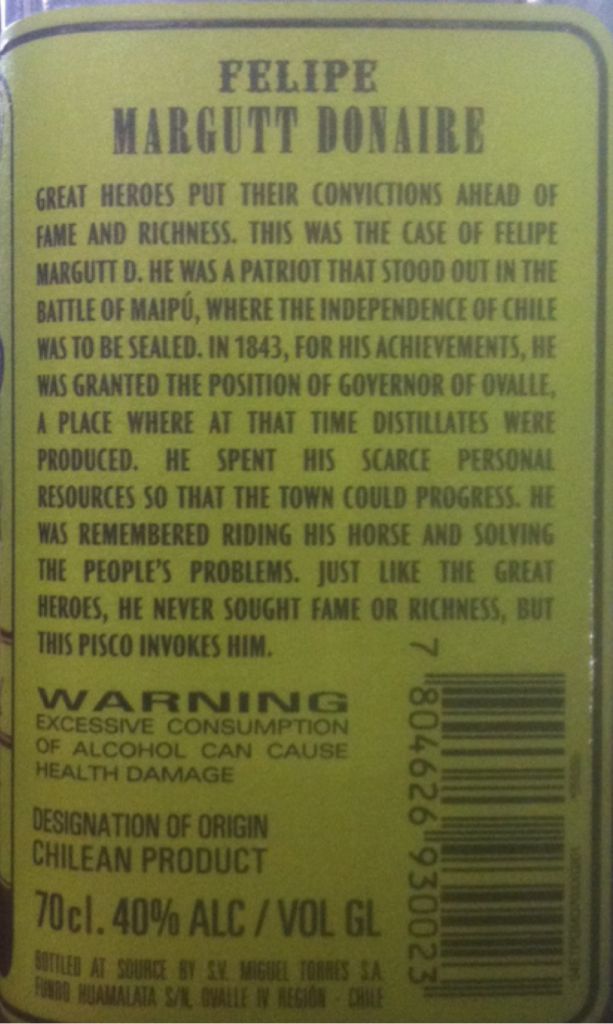 FELIPE
MARGUTT DONAIRE
GREAT HEROES PUT THEIR CONVICTIONS AHEAD OF
FAME AND RICHNESS. THIS WAS THE CASE OF FELIPE
MARGUTT D. HE WAS A PATRIOT THAT STOOD OUT IN THE
BATTLE OF MAIPÚ, WHERE THE INDEPENDENCE OF CHILE
WAS TO BE SEALED. IN 1843, FOR HIS ACHIEVEMENTS, HE
WAS GRANTED THE POSITION OF GOVERNOR OF OVALLE,
A PLACE WHERE AT THAT TIME DISTILLATES WERE
PRODUCED. HE SPENT HIS SCARCE PERSONAL
RESOURCES SO THAT THE TOWN COULD PROGRESS. HE
WAS REMEMBERED RIDING HIS HORSE AND SOLVING
THE PEOPLE'S PROBLEMS. JUST LIKE THE GREAT
HEROES, HE NEVER SOUGHT FAME OR RICHNESS, BUT
THIS PISCO INVOKES HIM.
WARNING
EXCESSIVE CONSUMPTION
OF ALCOHOL CAN CAUSE
HEALTH DAMAGE
DESIGNATION OF ORIGIN
CHILEAN PRODUCT
70cl. 40% ALC / VOL GL
BOTTLED AT SOURCE BY S.V. MIGUEL TORRES S.A.
FUNDO HUAMALATA S/N, OVALLE IV REGIÓN - CHILE
7 804626 930023